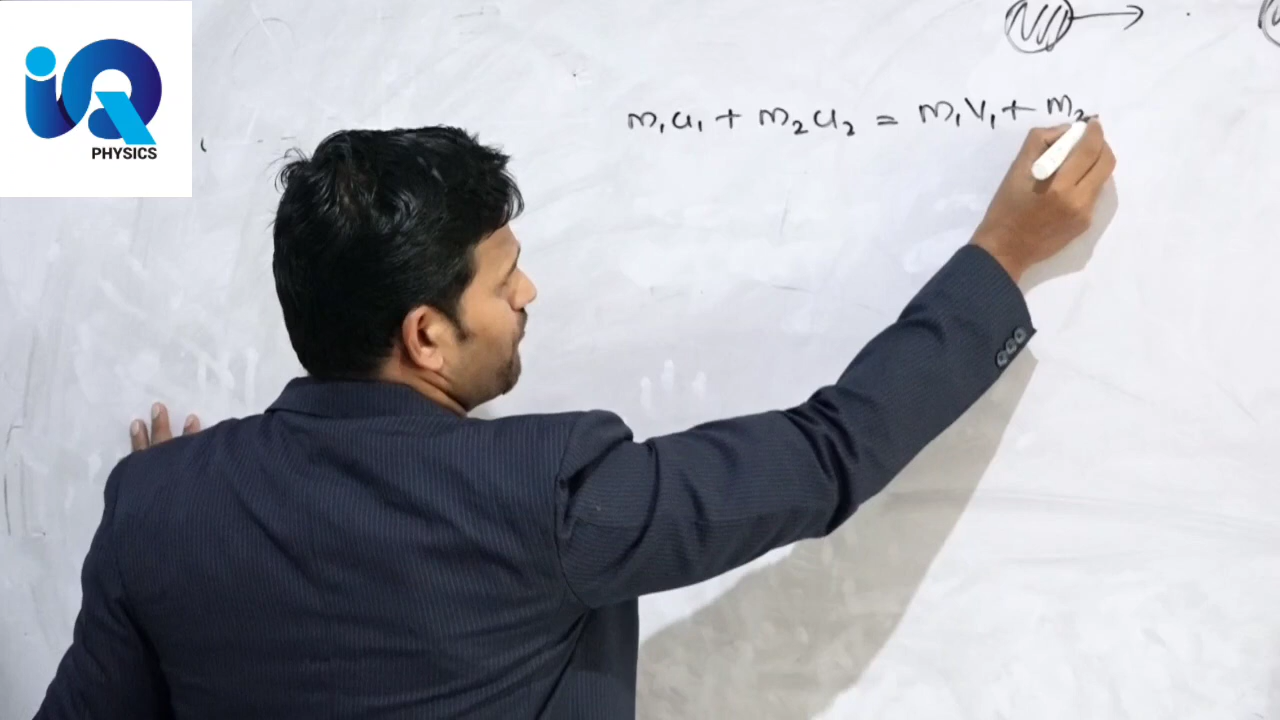 iQ
PHYSICS
m₁u₁ + m₂u₂ = m₁v₁ + m₂